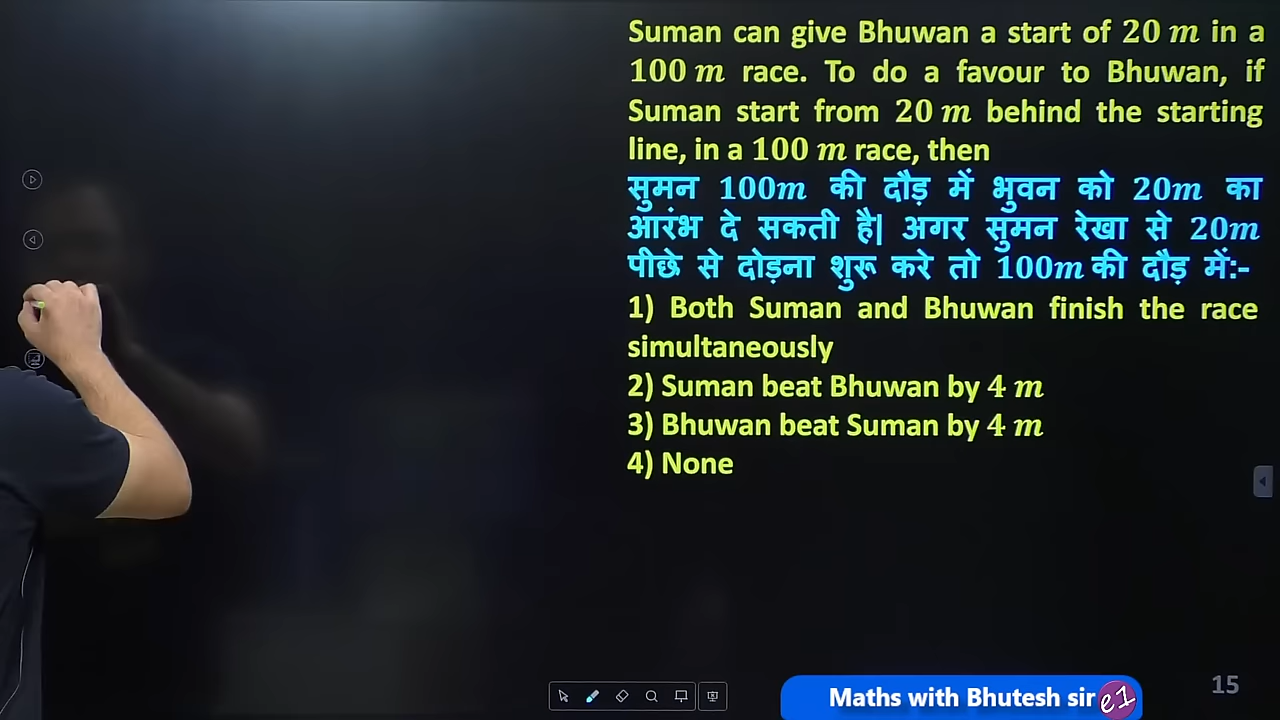 Suman can give Bhuwan a start of 20 m in a
100 m race. To do a favour to Bhuwan, if
Suman start from 20 m behind the starting
line, in a 100 m race, then
सुमन 100m की दौड़ में भुवन को 20m का
आरंभ दे सकती है| अगर सुमन रेखा से 20m
पीछे से दोड़ना शुरू करे तो 100m की दौड़ में:-
1) Both Suman and Bhuwan finish the race
simultaneously
2) Suman beat Bhuwan by 4 m
3) Bhuwan beat Suman by 4 m
4) None
Maths with Bhutesh sir e1
15